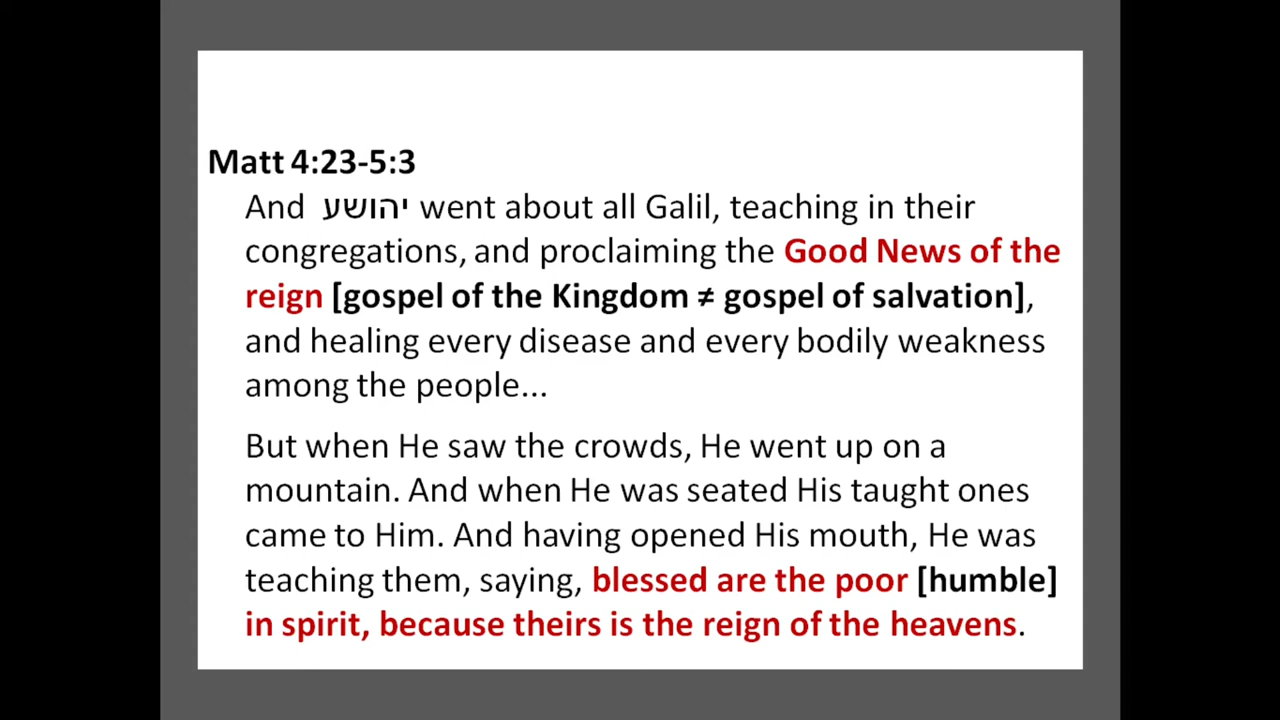 Matt 4:23-5:3
And יהושע went about all Galil, teaching in their
congregations, and proclaiming the Good News of the
reign [gospel of the Kingdom ≠ gospel of salvation],
and healing every disease and every bodily weakness
among the people...
But when He saw the crowds, He went up on a
mountain. And when He was seated His taught ones
came to Him. And having opened His mouth, He was
teaching them, saying, blessed are the poor [humble]
in spirit, because theirs is the reign of the heavens.